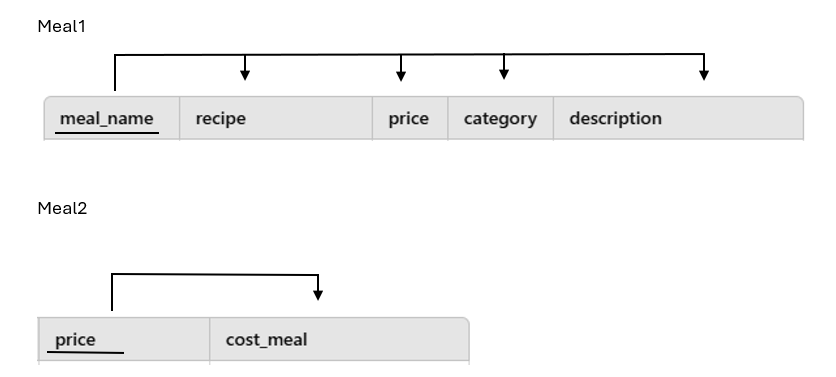 Meal1
meal_name recipe price category description
Meal2
price cost_meal